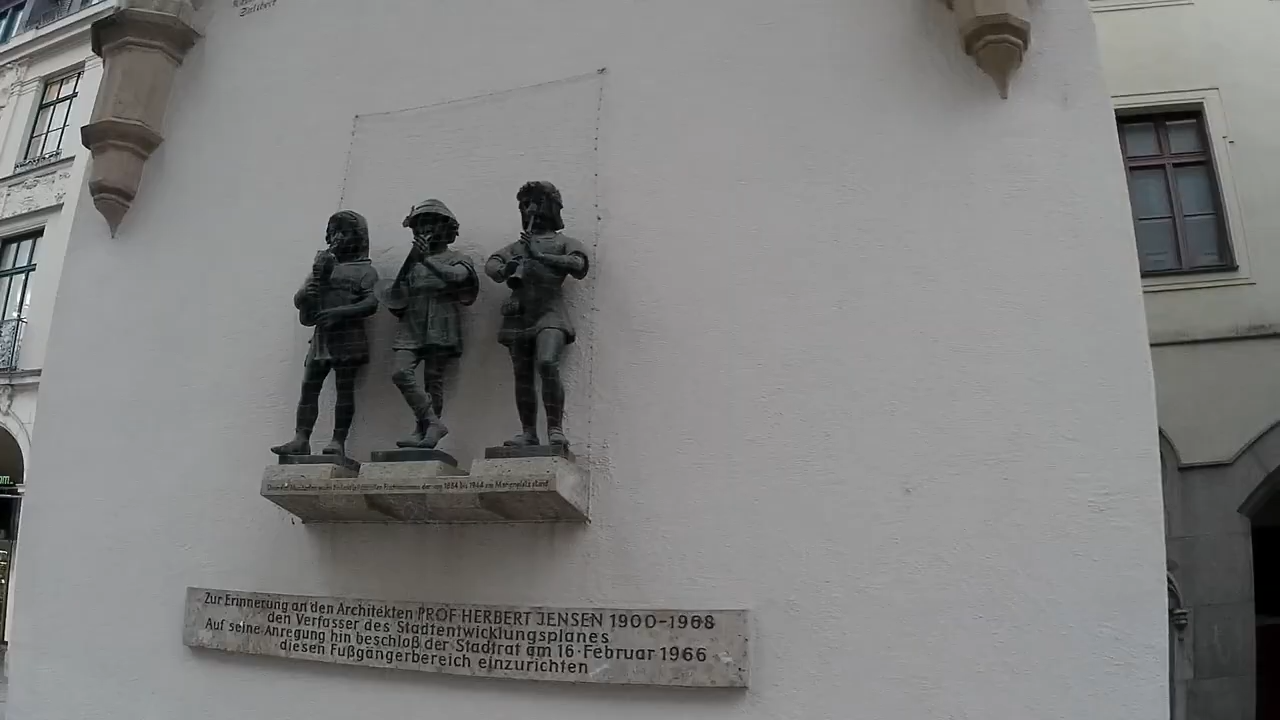 Zur Erinnerung an den Architekten PROF·HERBERT JENSEN 1900–1968
den Verfasser des Stadtentwicklungsplanes
Auf seine Anregung hin beschloß der Stadtrat am 16·Februar 1966
diesen Fußgängerbereich einzurichten